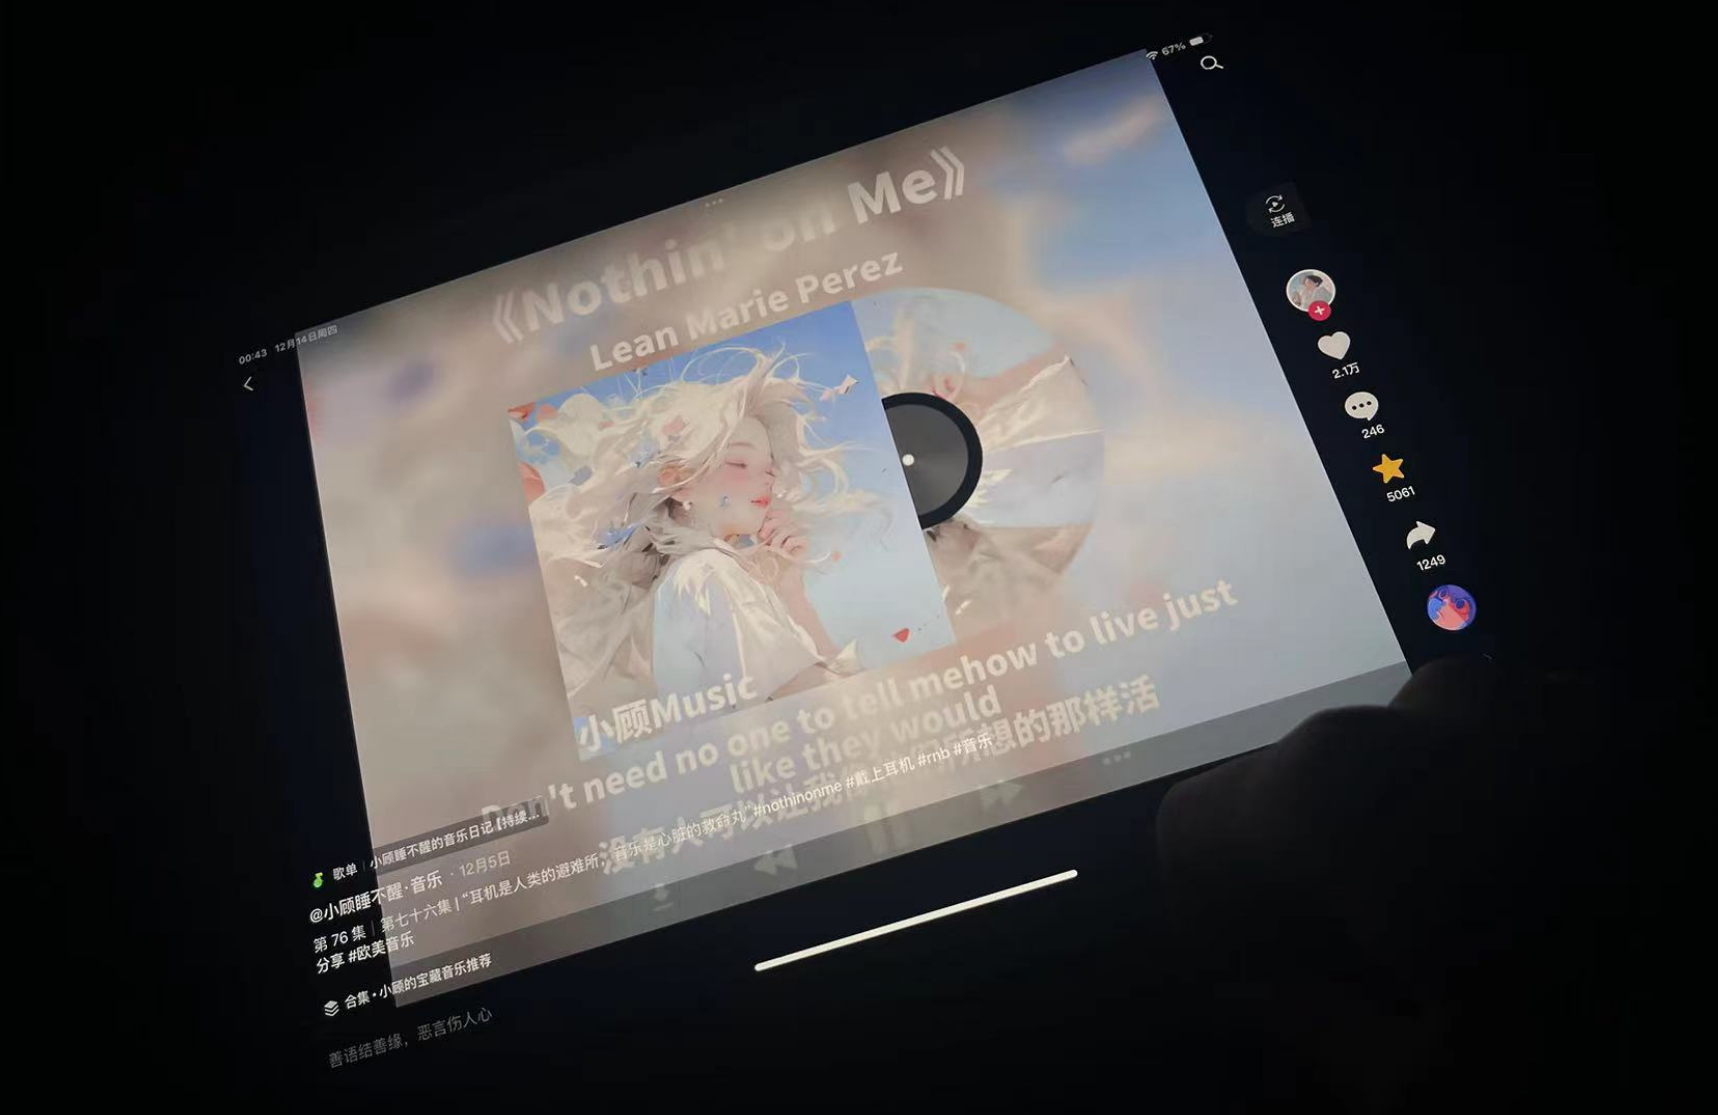 00:43 12月14日周四
67%
《Nothin' on Me》
Lean Marie Perez
连播
2.1万
246
5061
1249
小顾Music
Don't need no one to tell mehow to live just
like they would
没有人可以让我像他们所想的那样活
歌单 | 小顾睡不醒的音乐日记【持续...
@小顾睡不醒·音乐 · 12月5日
第 76 集 | 第七十六集 | “耳机是人类的避难所，音乐是心脏的救命丸” #nothinonme #戴上耳机 #rnb #音乐
分享 #欧美音乐
合集·小顾的宝藏音乐推荐
善语结善缘，恶言伤人心